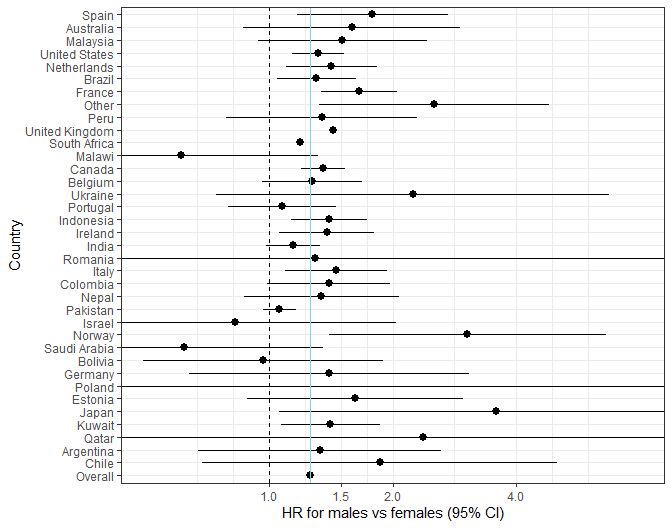 Spain
Australia
Malaysia
United States
Netherlands
Brazil
France
Other
Peru
United Kingdom
South Africa
Malawi
Canada
Belgium
Ukraine
Portugal
Indonesia
Ireland
India
Romania
Italy
Colombia
Nepal
Pakistan
Israel
Norway
Saudi Arabia
Bolivia
Germany
Poland
Estonia
Japan
Kuwait
Qatar
Argentina
Chile
Overall
Country
1.0 1.5 2.0 4.0
HR for males vs females (95% CI)